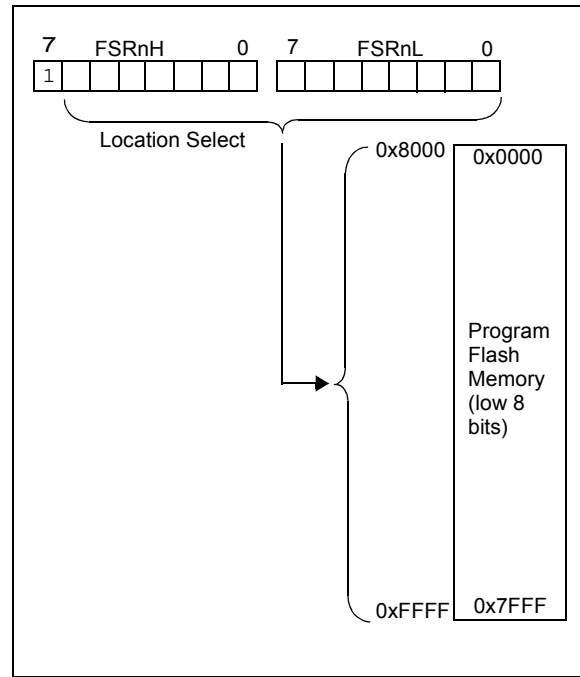 7 FSRnH 0 7 FSRnL 0
1
Location Select
0x8000 0x0000
Program
Flash
Memory
(low 8
bits)
0xFFFF 0x7FFF